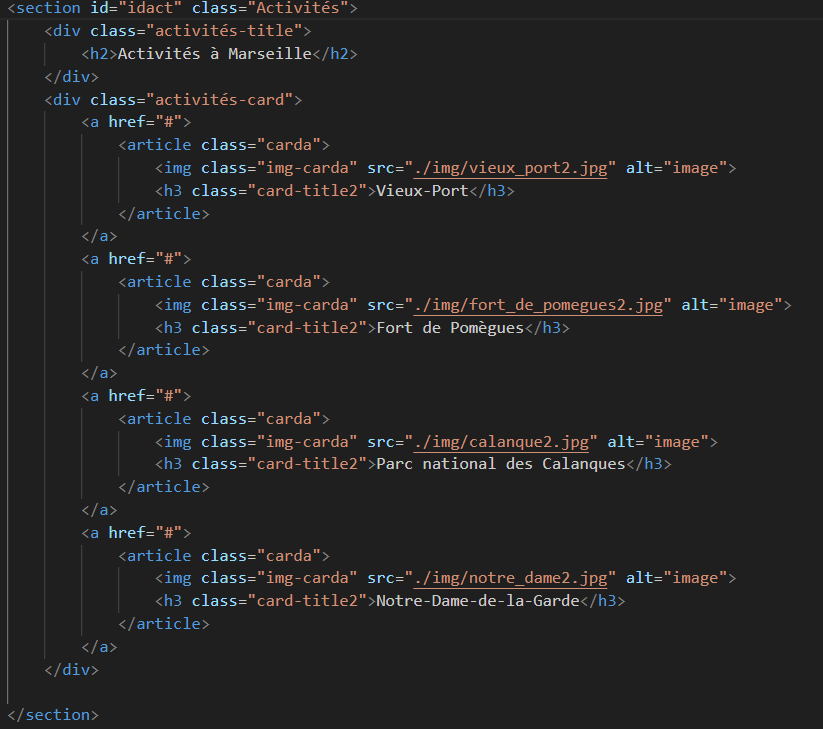 <section id="idact" class="Activités">
    <div class="activités-title">
        <h2>Activités à Marseille</h2>
    </div>
    <div class="activités-card">
        <a href="#">
            <article class="carda">
                <img class="img-carda" src="./img/vieux_port2.jpg" alt="image">
                <h3 class="card-title2">Vieux-Port</h3>
            </article>
        </a>
        <a href="#">
            <article class="carda">
                <img class="img-carda" src="./img/fort_de_pomegues2.jpg" alt="image">
                <h3 class="card-title2">Fort de Pomègues</h3>
            </article>
        </a>
        <a href="#">
            <article class="carda">
                <img class="img-carda" src="./img/calanque2.jpg" alt="image">
                <h3 class="card-title2">Parc national des Calanques</h3>
            </article>
        </a>
        <a href="#">
            <article class="carda">
                <img class="img-carda" src="./img/notre_dame2.jpg" alt="image">
                <h3 class="card-title2">Notre-Dame-de-la-Garde</h3>
            </article>
        </a>
    </div>

</section>